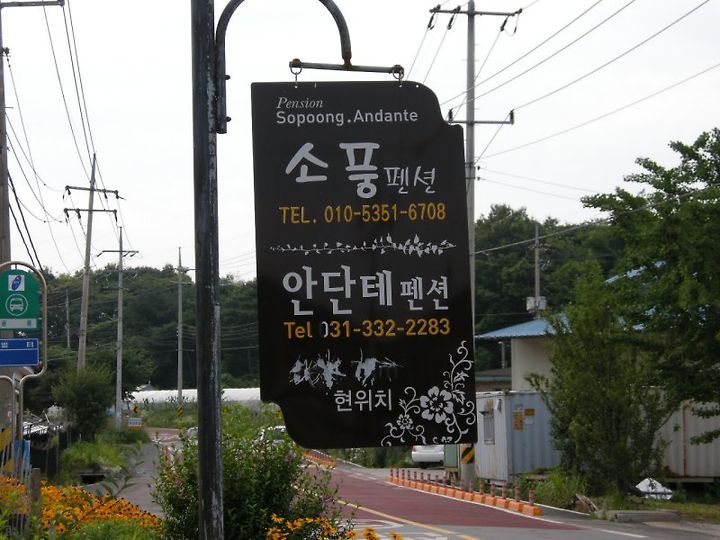 Pension
Sopoong.Andante
소풍펜션
TEL. 010-5351-6708
안단테펜션
Tel 031-332-2283
현위치